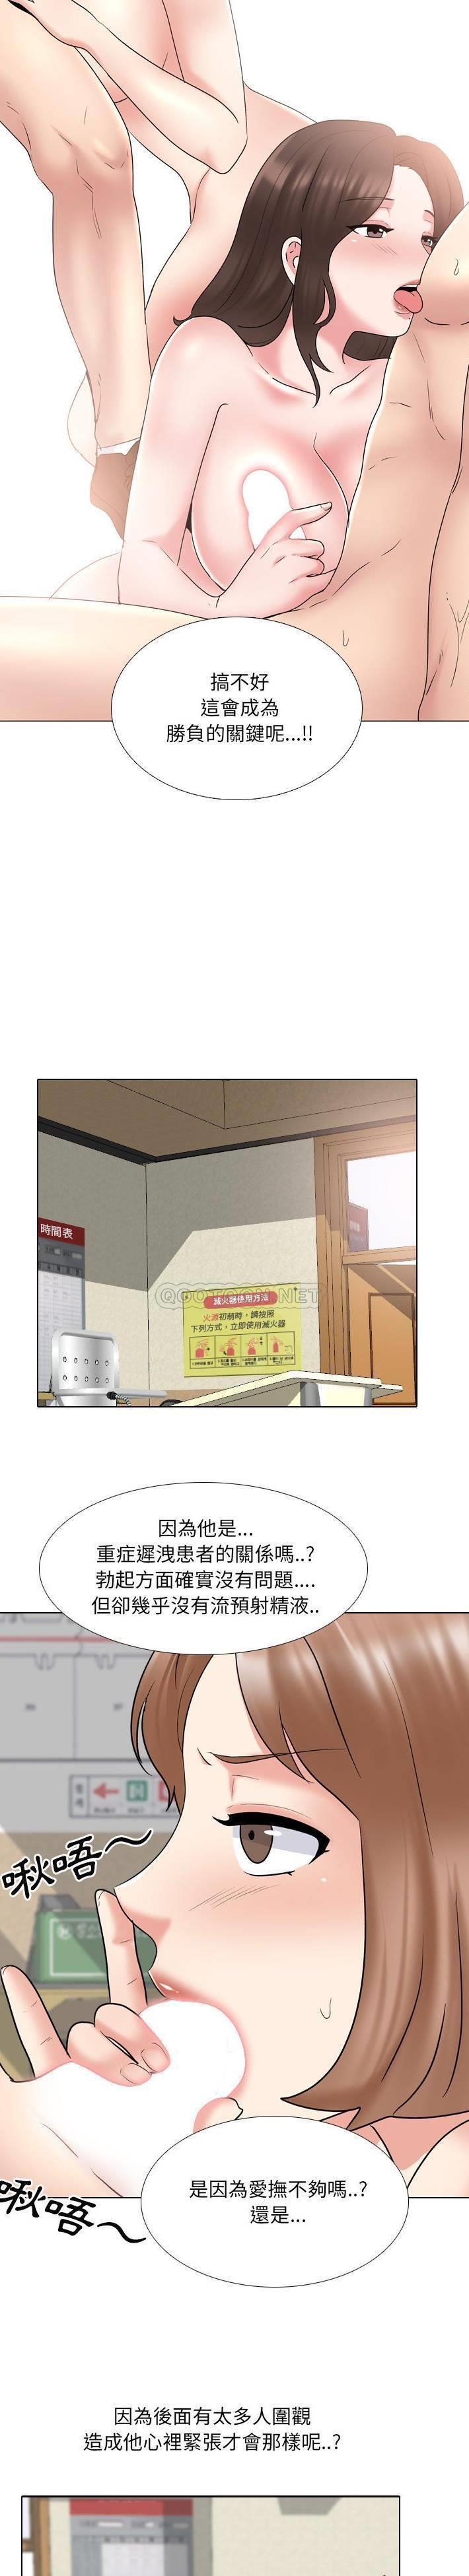 搞不好
這會成為
勝負的關鍵呢...!!
時間表
滅火器使用方法
火源初萌時，請按照
下列方式，立即使用滅火器
因為他是...
重症遲洩患者的關係嗎..?
勃起方面確實沒有問題....
但卻幾乎沒有流預射精液..
啾唔～
是因為愛撫不夠嗎..?
還是...
啾唔～
因為後面有太多人圍觀
造成他心裡緊張才會那樣呢..?